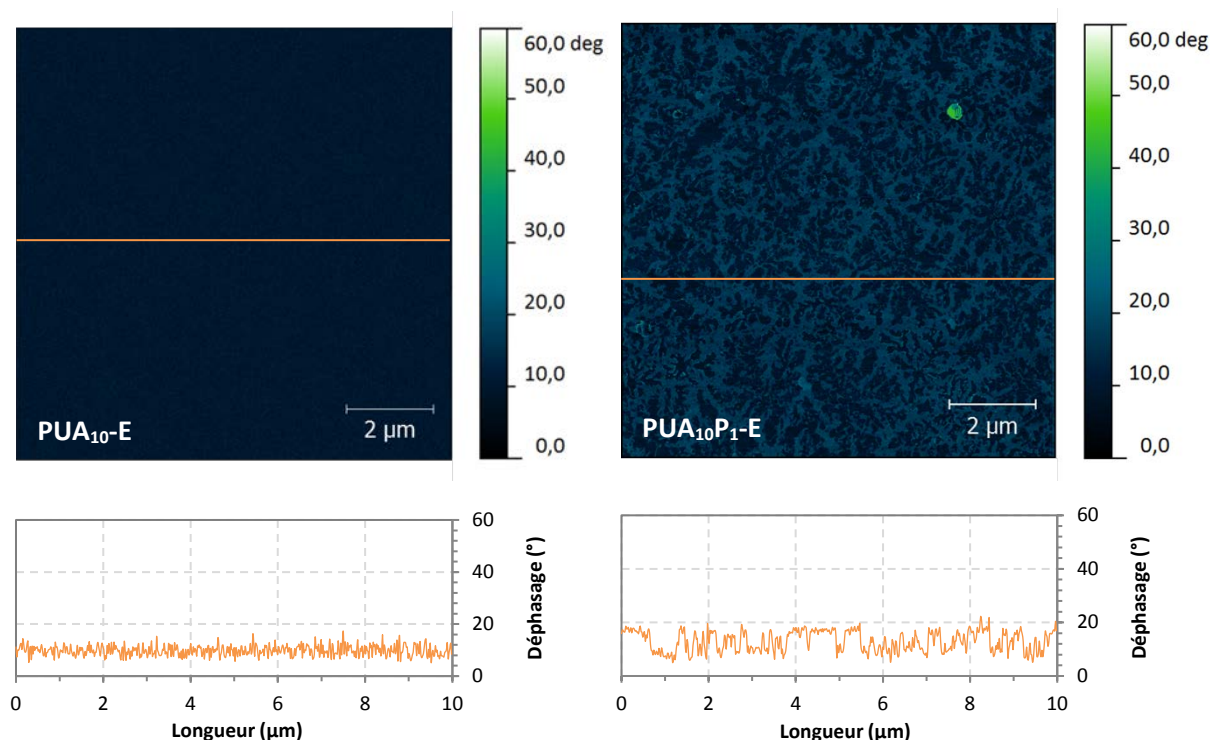 60,0 deg
50,0
40,0
30,0
20,0
10,0
0,0
PUA₁₀-E
2 µm
60,0 deg
50,0
40,0
30,0
20,0
10,0
0,0
PUA₁₀P₁-E
2 µm
60
40
20
0
Déphasage (°)
0 2 4 6 8 10
Longueur (µm)
60
40
20
0
Déphasage (°)
0 2 4 6 8 10
Longueur (µm)